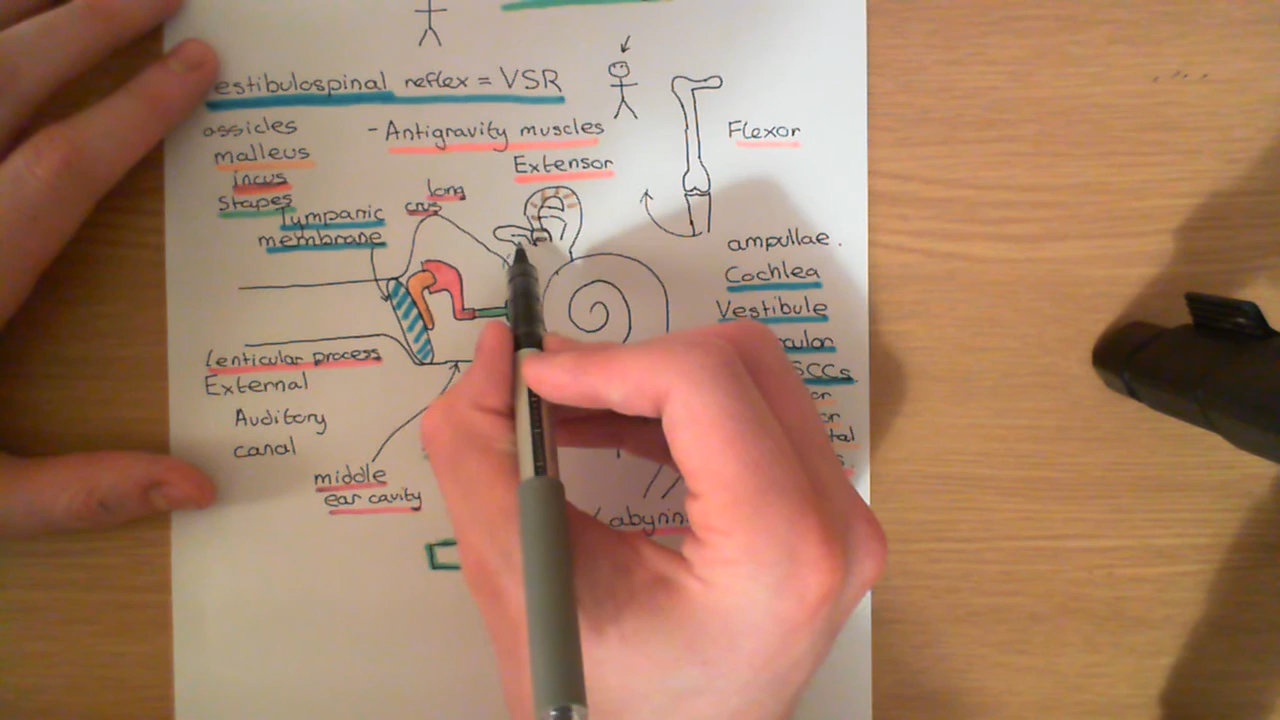 estibulospinal reflex = VSR
ossicles
malleus
incus
Stapes
- Antigravity muscles
Extensor
Flexor
long
crus
Tympanic
membrane
ampullae.
Cochlea
Vestibule
SCCs
Lenticular process
External
Auditory
canal
middle
ear cavity